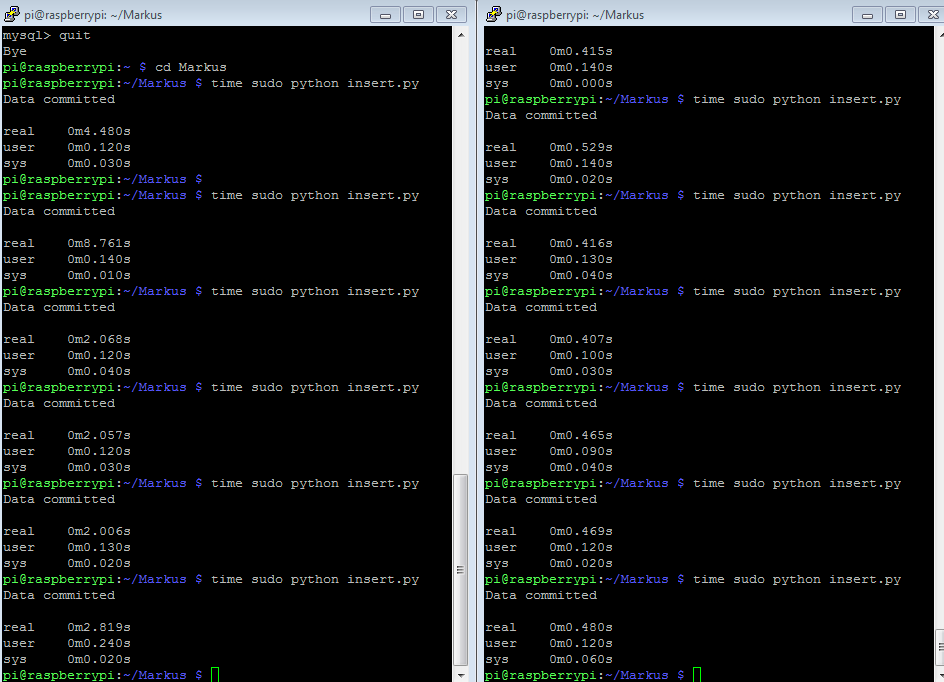 pi@raspberrypi: ~/Markus
mysql> quit
Bye
pi@raspberrypi:~ $ cd Markus
pi@raspberrypi:~/Markus $ time sudo python insert.py
Data committed
real 0m4.480s
user 0m0.120s
sys 0m0.030s
pi@raspberrypi:~/Markus $
pi@raspberrypi:~/Markus $ time sudo python insert.py
Data committed
real 0m8.761s
user 0m0.140s
sys 0m0.010s
pi@raspberrypi:~/Markus $ time sudo python insert.py
Data committed
real 0m2.068s
user 0m0.120s
sys 0m0.040s
pi@raspberrypi:~/Markus $ time sudo python insert.py
Data committed
real 0m2.057s
user 0m0.120s
sys 0m0.030s
pi@raspberrypi:~/Markus $ time sudo python insert.py
Data committed
real 0m2.006s
user 0m0.130s
sys 0m0.020s
pi@raspberrypi:~/Markus $ time sudo python insert.py
Data committed
real 0m2.819s
user 0m0.240s
sys 0m0.020s
pi@raspberrypi:~/Markus $
pi@raspberrypi: ~/Markus
real 0m0.415s
user 0m0.140s
sys 0m0.000s
pi@raspberrypi:~/Markus $ time sudo python insert.py
Data committed
real 0m0.529s
user 0m0.140s
sys 0m0.020s
pi@raspberrypi:~/Markus $ time sudo python insert.py
Data committed
real 0m0.416s
user 0m0.130s
sys 0m0.040s
pi@raspberrypi:~/Markus $ time sudo python insert.py
Data committed
real 0m0.407s
user 0m0.100s
sys 0m0.030s
pi@raspberrypi:~/Markus $ time sudo python insert.py
Data committed
real 0m0.465s
user 0m0.090s
sys 0m0.040s
pi@raspberrypi:~/Markus $ time sudo python insert.py
Data committed
real 0m0.469s
user 0m0.120s
sys 0m0.020s
pi@raspberrypi:~/Markus $ time sudo python insert.py
Data committed
real 0m0.480s
user 0m0.120s
sys 0m0.060s
pi@raspberrypi:~/Markus $